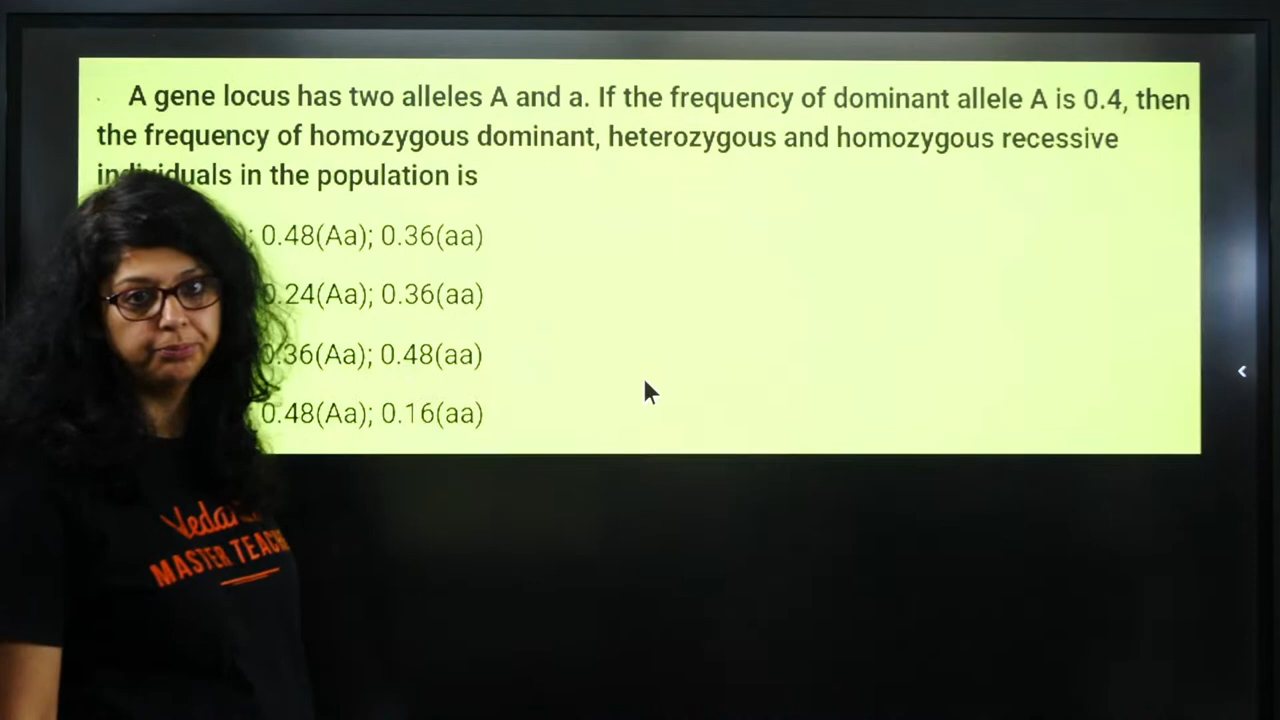 A gene locus has two alleles A and a. If the frequency of dominant allele A is 0.4, then
the frequency of homozygous dominant, heterozygous and homozygous recessive
individuals in the population is
; 0.48(Aa); 0.36(aa)
0.24(Aa); 0.36(aa)
0.36(Aa); 0.48(aa)
0.48(Aa); 0.16(aa)
MASTER